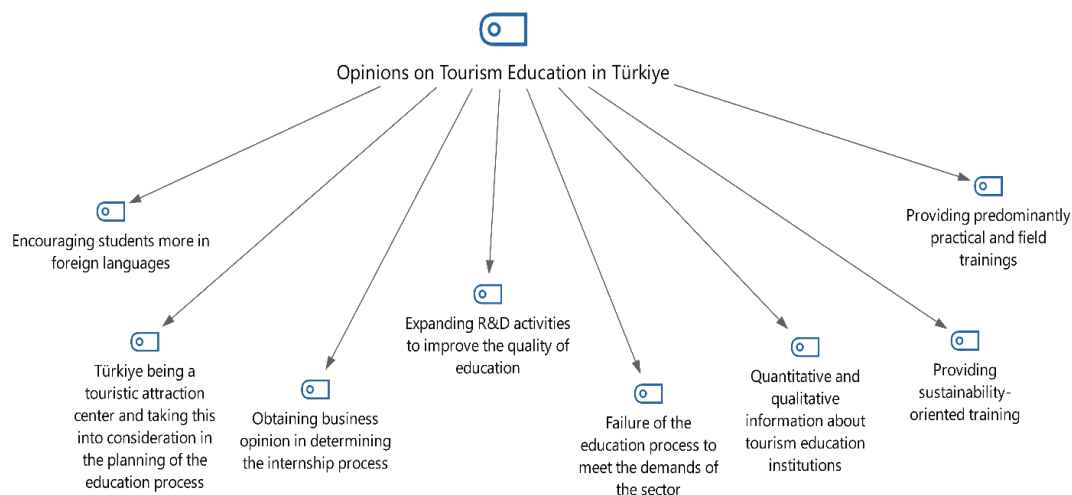 Opinions on Tourism Education in Türkiye
Encouraging students more in
foreign languages
Türkiye being a
touristic attraction
center and taking this
into consideration in
the planning of the
education process
Obtaining business
opinion in determining
the internship process
Expanding R&D activities
to improve the quality of
education
Failure of the
education process to
meet the demands of
the sector
Quantitative and
qualitative
information about
tourism education
institutions
Providing
sustainability-
oriented training
Providing predominantly
practical and field
trainings